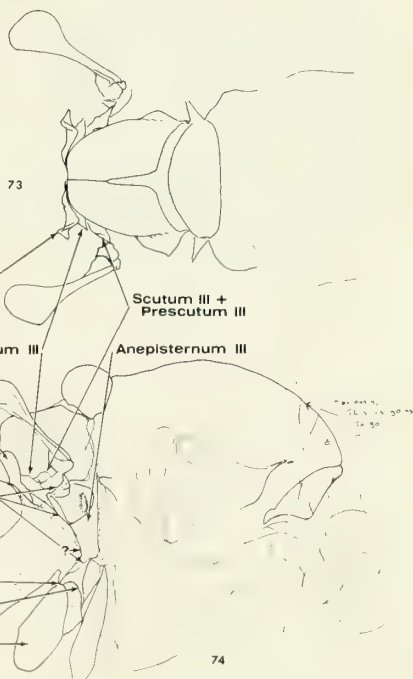 73
Scutum III +
Prescutum III
um III
Anepisternum III
?
74